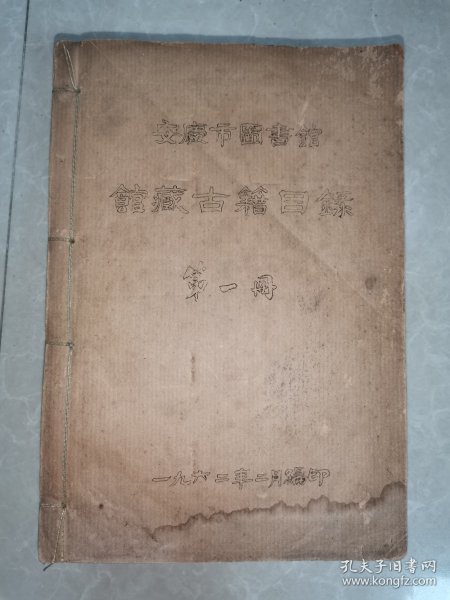 安慶市圖書館
館藏古籍目錄
第一冊
一九六二年二月編印
孔夫子旧书网
www.kongfz.com